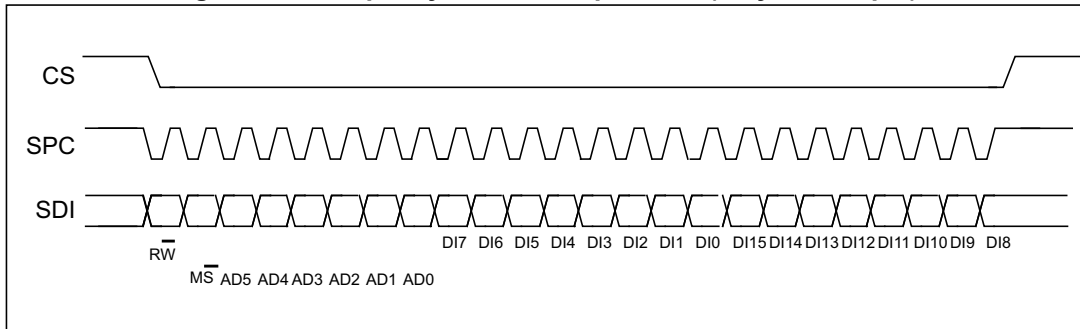 CS
SPC
SDI
RW
DI7 DI6 DI5 DI4 DI3 DI2 DI1 DI0 DI15 DI14 DI13 DI12 DI11 DI10 DI9 DI8
MS AD5 AD4 AD3 AD2 AD1 AD0